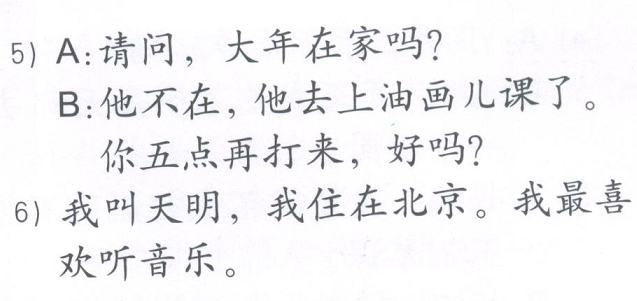 5) A:请问，大年在家吗？
B:他不在，他去上油画儿课了。
你五点再打来，好吗？
6) 我叫天明，我住在北京。我最喜
欢听音乐。